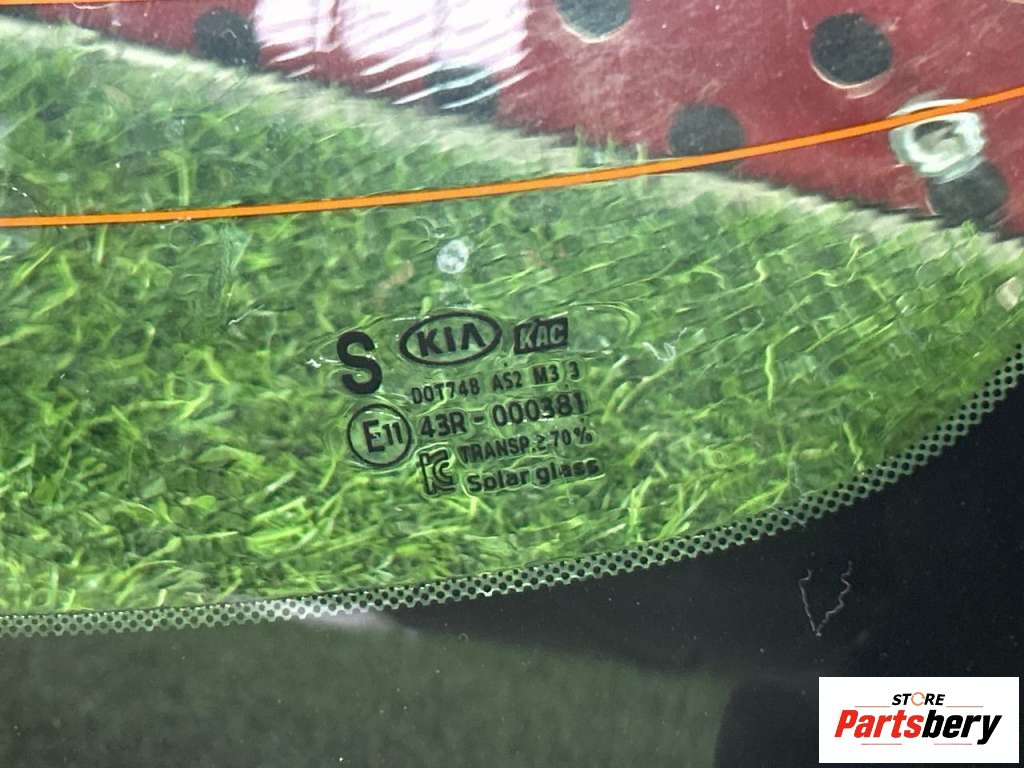 S KIA KAC
DOT748 AS2 M3 3
E11 43R-000381
TRANSP.≥70%
Solar glass
STORE
Partsbery